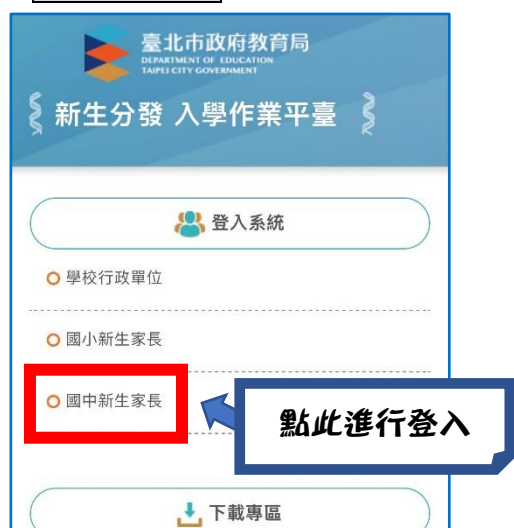 臺北市政府教育局
DEPARTMENT OF EDUCATION
TAIPEI CITY GOVERNMENT
新生分發 入學作業平臺
登入系統
學校行政單位
國小新生家長
國中新生家長
點此進行登入
下載專區